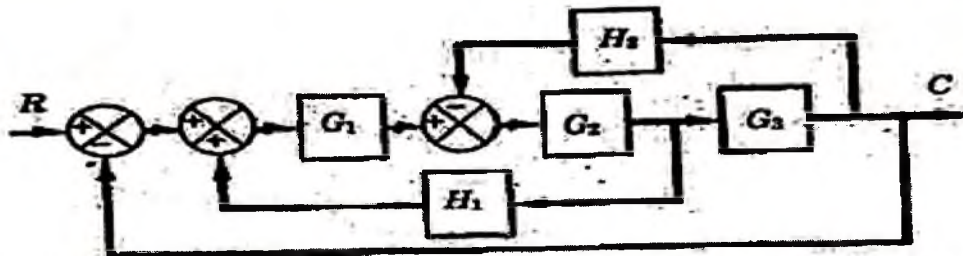 H₂
R C
+ − + + G₁ + − G₂ G₃
H₁